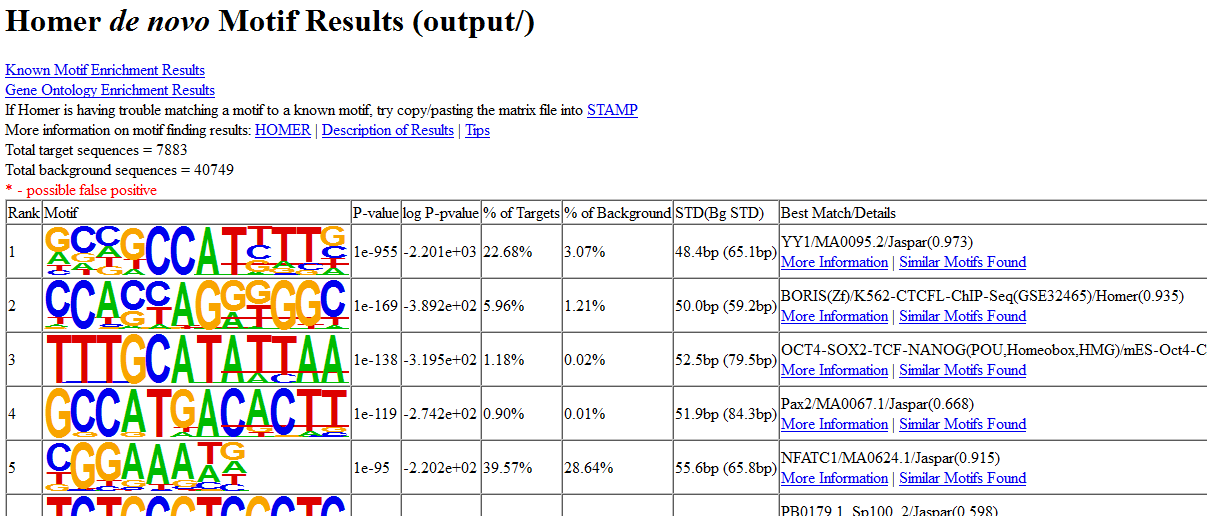 Homer de novo Motif Results (output/)
Known Motif Enrichment Results
Gene Ontology Enrichment Results
If Homer is having trouble matching a motif to a known motif, try copy/pasting the matrix file into STAMP
More information on motif finding results: HOMER | Description of Results | Tips
Total target sequences = 7883
Total background sequences = 40749
* - possible false positive
Rank Motif P-value log P-pvalue % of Targets % of Background STD(Bg STD) Best Match/Details
1 1e-955 -2.201e+03 22.68% 3.07% 48.4bp (65.1bp) YY1/MA0095.2/Jaspar(0.973)
More Information | Similar Motifs Found
2 1e-169 -3.892e+02 5.96% 1.21% 50.0bp (59.2bp) BORIS(Zf)/K562-CTCFL-ChIP-Seq(GSE32465)/Homer(0.935)
More Information | Similar Motifs Found
3 TTTGCATATTAA 1e-138 -3.195e+02 1.18% 0.02% 52.5bp (79.5bp) OCT4-SOX2-TCF-NANOG(POU,Homeobox,HMG)/mES-Oct4-C
More Information | Similar Motifs Found
4 GCCATGACACTT 1e-119 -2.742e+02 0.90% 0.01% 51.9bp (84.3bp) Pax2/MA0067.1/Jaspar(0.668)
More Information | Similar Motifs Found
5 1e-95 -2.202e+02 39.57% 28.64% 55.6bp (65.8bp) NFATC1/MA0624.1/Jaspar(0.915)
More Information | Similar Motifs Found
PB0179.1_Sp100_2/Jaspar(0.598)